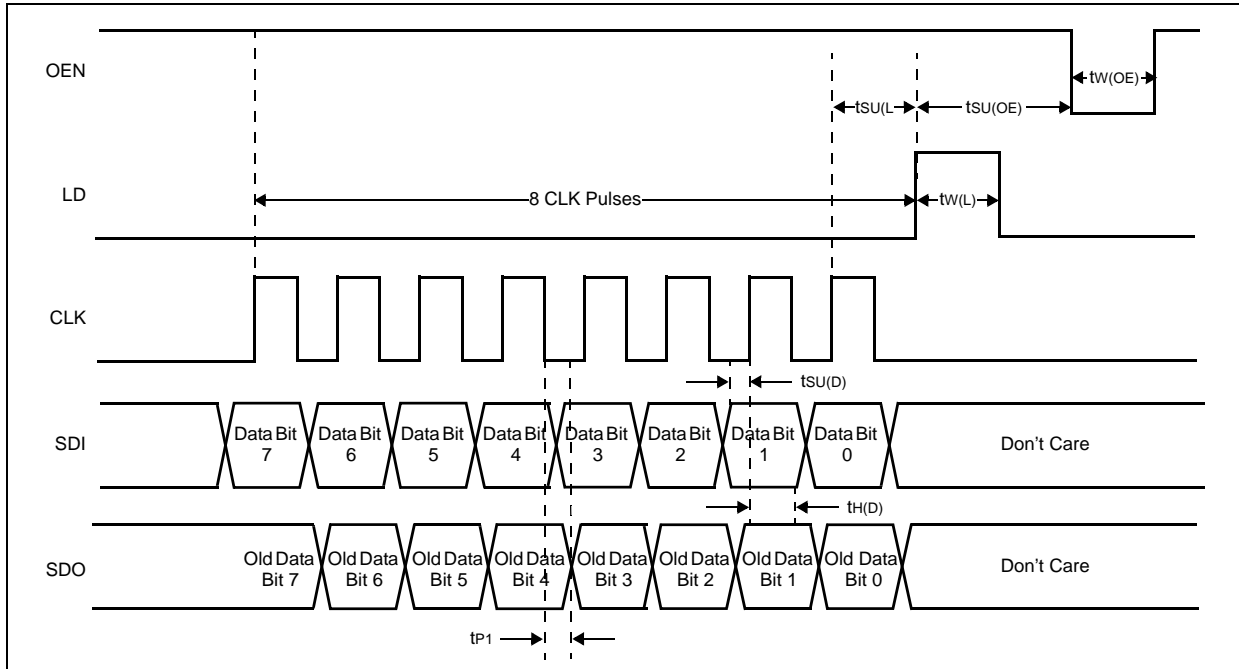 OEN
tW(OE)
tSU(L
tSU(OE)
LD
8 CLK Pulses
tW(L)
CLK
tSU(D)
SDI
Data Bit
7
Data Bit
6
Data Bit
5
Data Bit
4
Data Bit
3
Data Bit
2
Data Bit
1
Data Bit
0
Don't Care
tH(D)
SDO
Old Data
Bit 7
Old Data
Bit 6
Old Data
Bit 5
Old Data
Bit 4
Old Data
Bit 3
Old Data
Bit 2
Old Data
Bit 1
Old Data
Bit 0
Don't Care
tP1